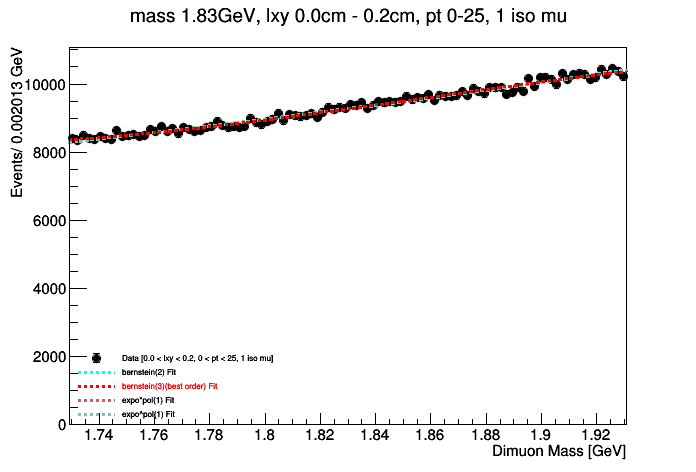 mass 1.83GeV, lxy 0.0cm - 0.2cm, pt 0-25, 1 iso mu
Events/ 0.002013 GeV
10000
8000
6000
4000
2000
0
Data [0.0 < lxy < 0.2, 0 < pt < 25, 1 iso mu]
bernstein(2) Fit
bernstein(3)(best order) Fit
expo*pol(1) Fit
expo^pol(1) Fit
1.74 1.76 1.78 1.8 1.82 1.84 1.86 1.88 1.9 1.92
Dimuon Mass [GeV]